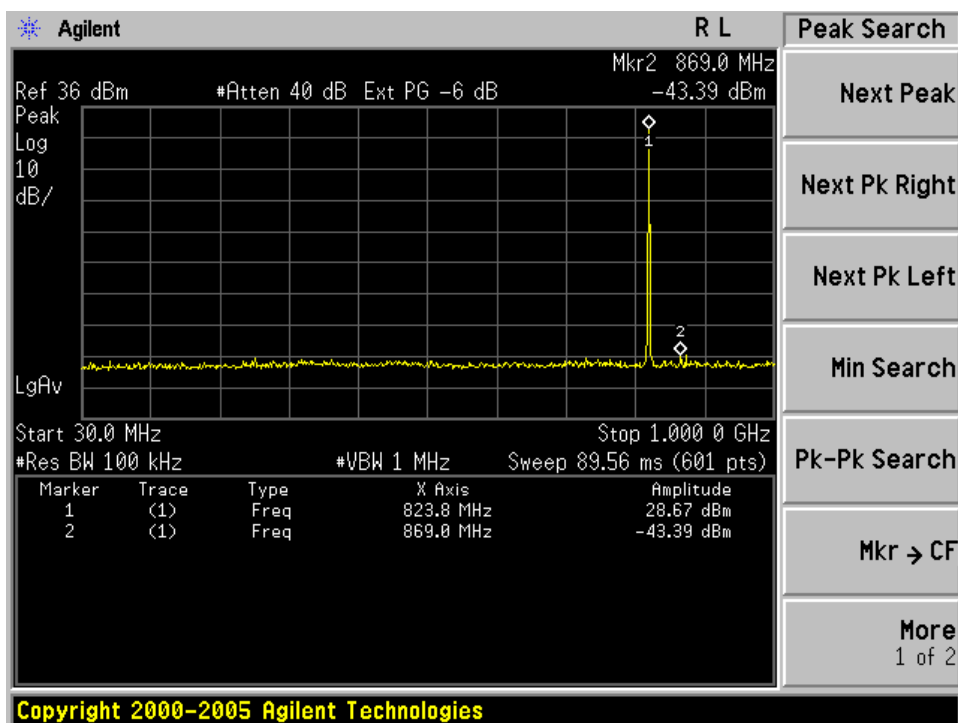 Agilent R L Peak Search
Mkr2 869.0 MHz
Ref 36 dBm #Atten 40 dB Ext PG -6 dB -43.39 dBm
Peak
Log
10
dB/
1
2
LgAv
Start 30.0 MHz Stop 1.000 0 GHz
#Res BW 100 kHz #VBW 1 MHz Sweep 89.56 ms (601 pts)
Marker Trace Type X Axis Amplitude
1 (1) Freq 823.8 MHz 28.67 dBm
2 (1) Freq 869.0 MHz -43.39 dBm
Next Peak
Next Pk Right
Next Pk Left
Min Search
Pk-Pk Search
Mkr → CF
More
1 of 2
Copyright 2000-2005 Agilent Technologies